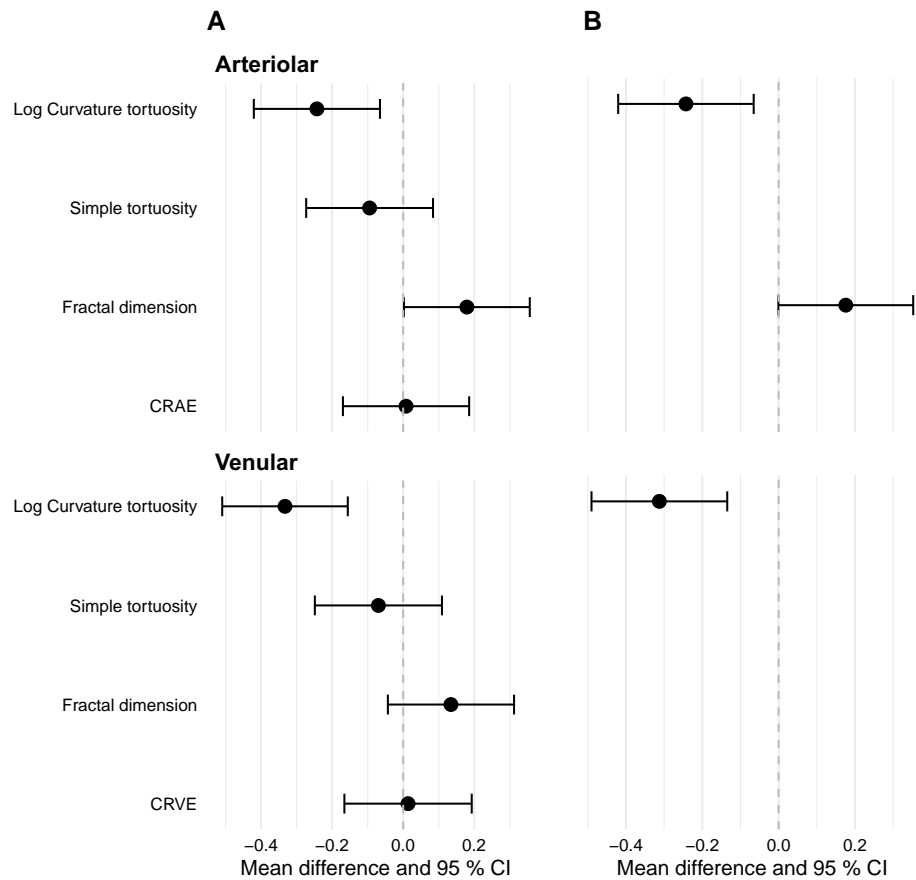 A
B
Arteriolar
Log Curvature tortuosity
Simple tortuosity
Fractal dimension
CRAE
Venular
Log Curvature tortuosity
Simple tortuosity
Fractal dimension
CRVE
−0.4 −0.2 0.0 0.2
−0.4 −0.2 0.0 0.2
Mean difference and 95 % CI
Mean difference and 95 % CI